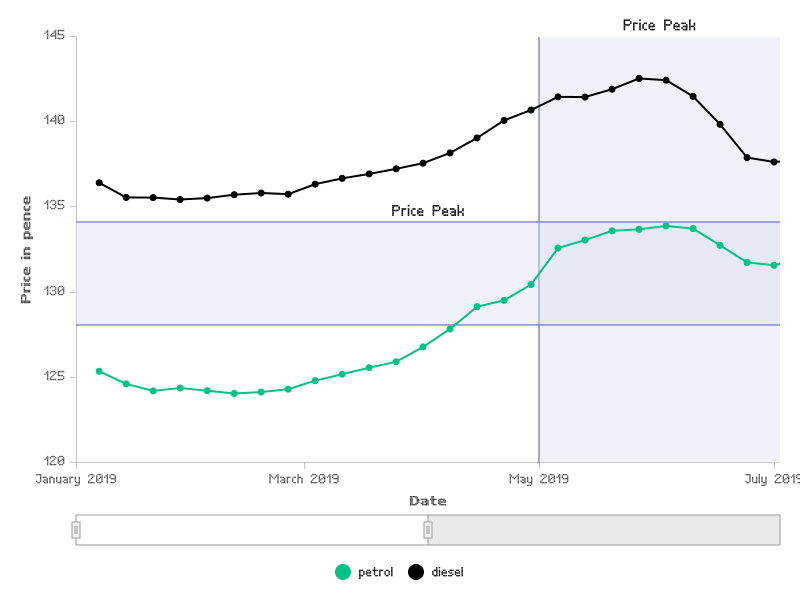 Price Peak
145
140
135
Price Peak
130
125
120
Price in pence
January 2019
March 2019
May 2019
July 2019
Date
petrol
diesel